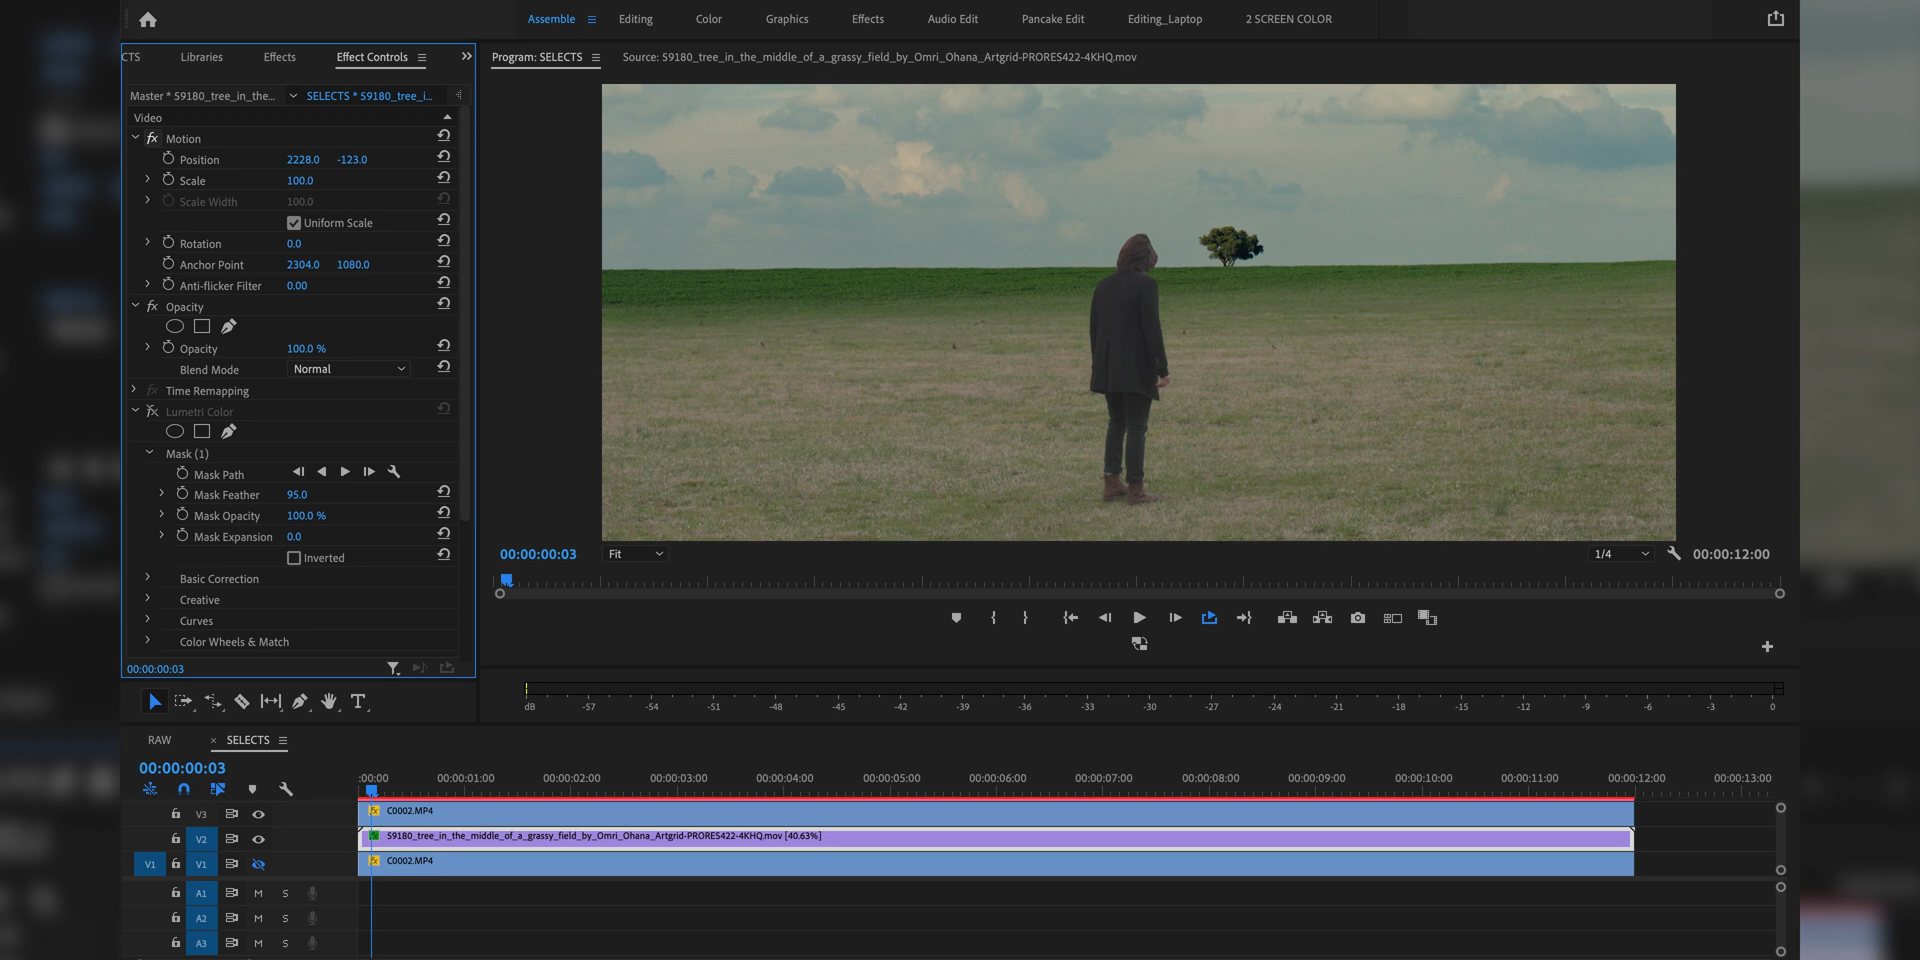 Assemble Editing Color Graphics Effects Audio Edit Pancake Edit Editing_Laptop 2 SCREEN COLOR
CTS Libraries Effects Effect Controls
Program: SELECTS Source: 59180_tree_in_the_middle_of_a_grassy_field_by_Omri_Ohana_Artgrid-PRORES422-4KHQ.mov
Master * 59180_tree_in_the... SELECTS * 59180_tree_i...
Video
fx Motion
Position 2228.0 -123.0
Scale 100.0
Scale Width 100.0
Uniform Scale
Rotation 0.0
Anchor Point 2304.0 1080.0
Anti-flicker Filter 0.00
fx Opacity
Opacity 100.0 %
Blend Mode Normal
fx Time Remapping
fx Lumetri Color
Mask (1)
Mask Path
Mask Feather 95.0
Mask Opacity 100.0 %
Mask Expansion 0.0
Inverted
Basic Correction
Creative
Curves
Color Wheels & Match
00:00:00:03
00:00:00:03 Fit 1/4 00:00:12:00
dB -57 -54 -51 -48 -45 -42 -39 -36 -33 -30 -27 -24 -21 -18 -15 -12 -9 -6 -3 0
RAW × SELECTS
00:00:00:03
:00:00 00:00:01:00 00:00:02:00 00:00:03:00 00:00:04:00 00:00:05:00 00:00:06:00 00:00:07:00 00:00:08:00 00:00:09:00 00:00:10:00 00:00:11:00 00:00:12:00 00:00:13:00
V3 fx C0002.MP4
V2 59180_tree_in_the_middle_of_a_grassy_field_by_Omri_Ohana_Artgrid-PRORES422-4KHQ.mov [40.63%]
V1 V1 fx C0002.MP4
A1 M S
A2 M S
A3 M S